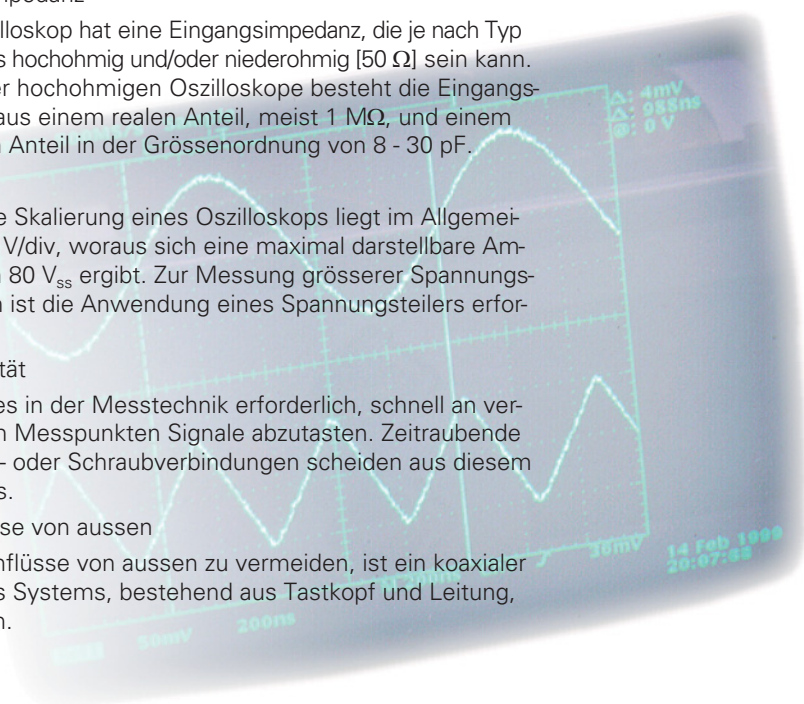 npedanz
illoskop hat eine Eingangsimpedanz, die je nach Typ
s hochohmig und/oder niederohmig [50 Ω] sein kann.
er hochohmigen Oszilloskope besteht die Eingangs-
aus einem realen Anteil, meist 1 MΩ, und einem
n Anteil in der Grössenordnung von 8 - 30 pF.
Δ: 4mV
Δ: 988ns
@: 0 V
e Skalierung eines Oszilloskops liegt im Allgemei-
V/div, woraus sich eine maximal darstellbare Am-
n 80 Vss ergibt. Zur Messung grösserer Spannungs-
n ist die Anwendung eines Spannungsteilers erfor-
tät
es in der Messtechnik erforderlich, schnell an ver-
n Messpunkten Signale abzutasten. Zeitraubende
- oder Schraubverbindungen scheiden aus diesem
s.
sse von aussen
nflüsse von aussen zu vermeiden, ist ein koaxialer
s Systems, bestehend aus Tastkopf und Leitung,
n.
50mV 200ns
14 Feb 1999
20:07:38